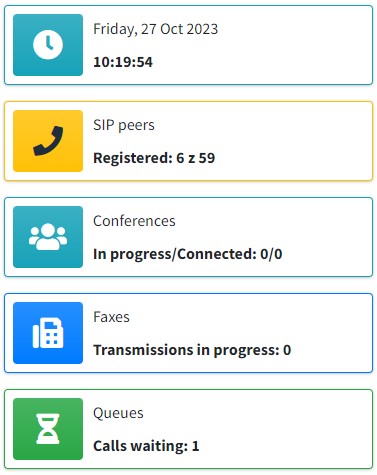 Friday, 27 Oct 2023
10:19:54
SIP peers
Registered: 6 z 59
Conferences
In progress/Connected: 0/0
Faxes
Transmissions in progress: 0
Queues
Calls waiting: 1